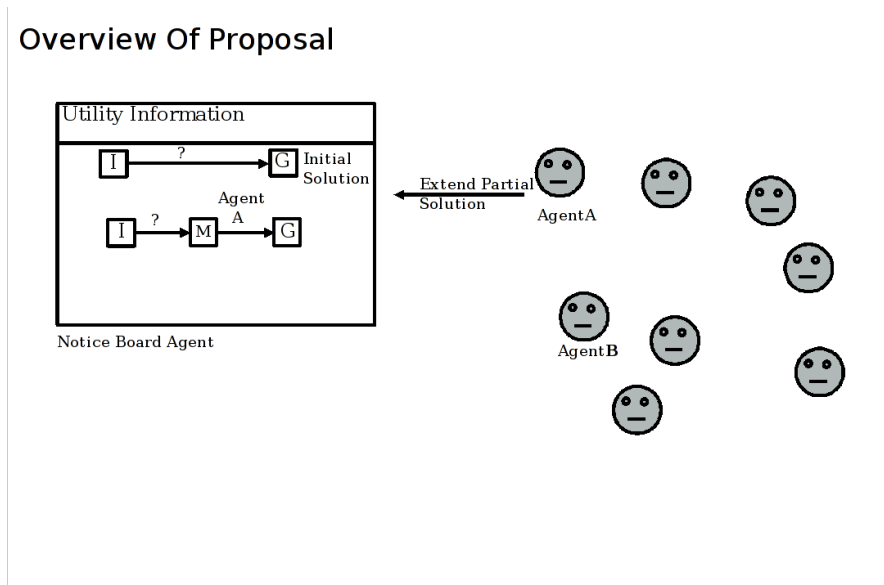 Overview Of Proposal
Utility Information
I
?
G
Initial
Solution
I
?
M
Agent
A
G
Notice Board Agent
Extend Partial
Solution
AgentA
AgentB